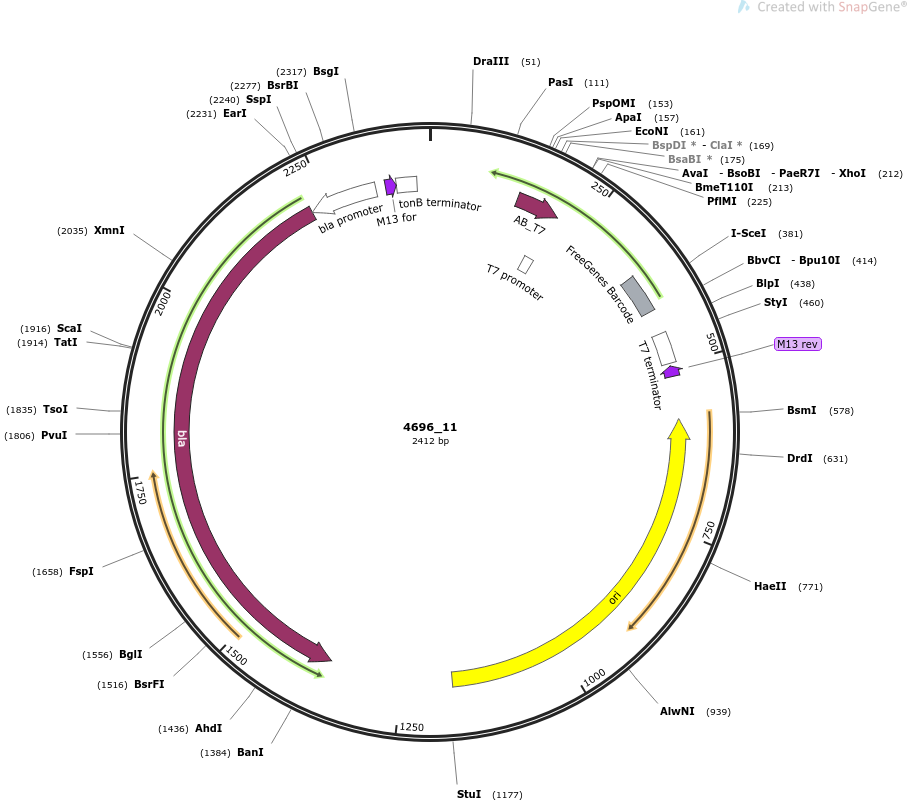 Created with SnapGene®
DraIII (51)
PasI (111)
PspOMI (153)
ApaI (157)
EcoNI (161)
BspDI * - ClaI * (169)
BsaBI * (175)
AvaI - BsoBI - PaeR7I - XhoI (212)
BmeT110I (213)
PflMI (225)
I-SceI (381)
BbvCI - Bpu10I (414)
BlpI (438)
StyI (460)
M13 rev
BsmI (578)
DrdI (631)
HaeII (771)
AlwNI (939)
StuI (1177)
(1384) BanI
(1436) AhdI
(1516) BsrFI
(1556) BglI
(1658) FspI
(1806) PvuI
(1835) TsoI
(1914) TatI
(1916) ScaI
(2035) XmnI
(2231) EarI
(2240) SspI
(2277) BsrBI
(2317) BsgI
250
500
750
1000
1250
1500
1750
2000
2250
bla promoter
M13 for
tonB terminator
AB_T7
T7 promoter
FreeGenes Barcode
T7 terminator
ori
bla
4696_11
2412 bp